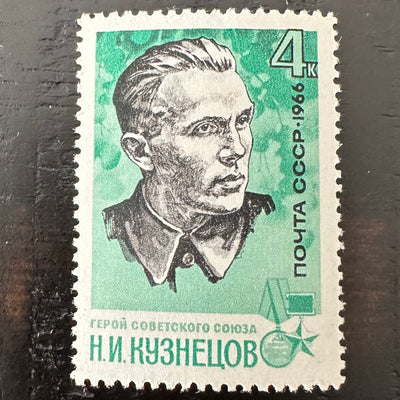 4к
ПОЧТА СССР·1966
ГЕРОЙ СОВЕТСКОГО СОЮЗА
Н.И.КУЗНЕЦОВ